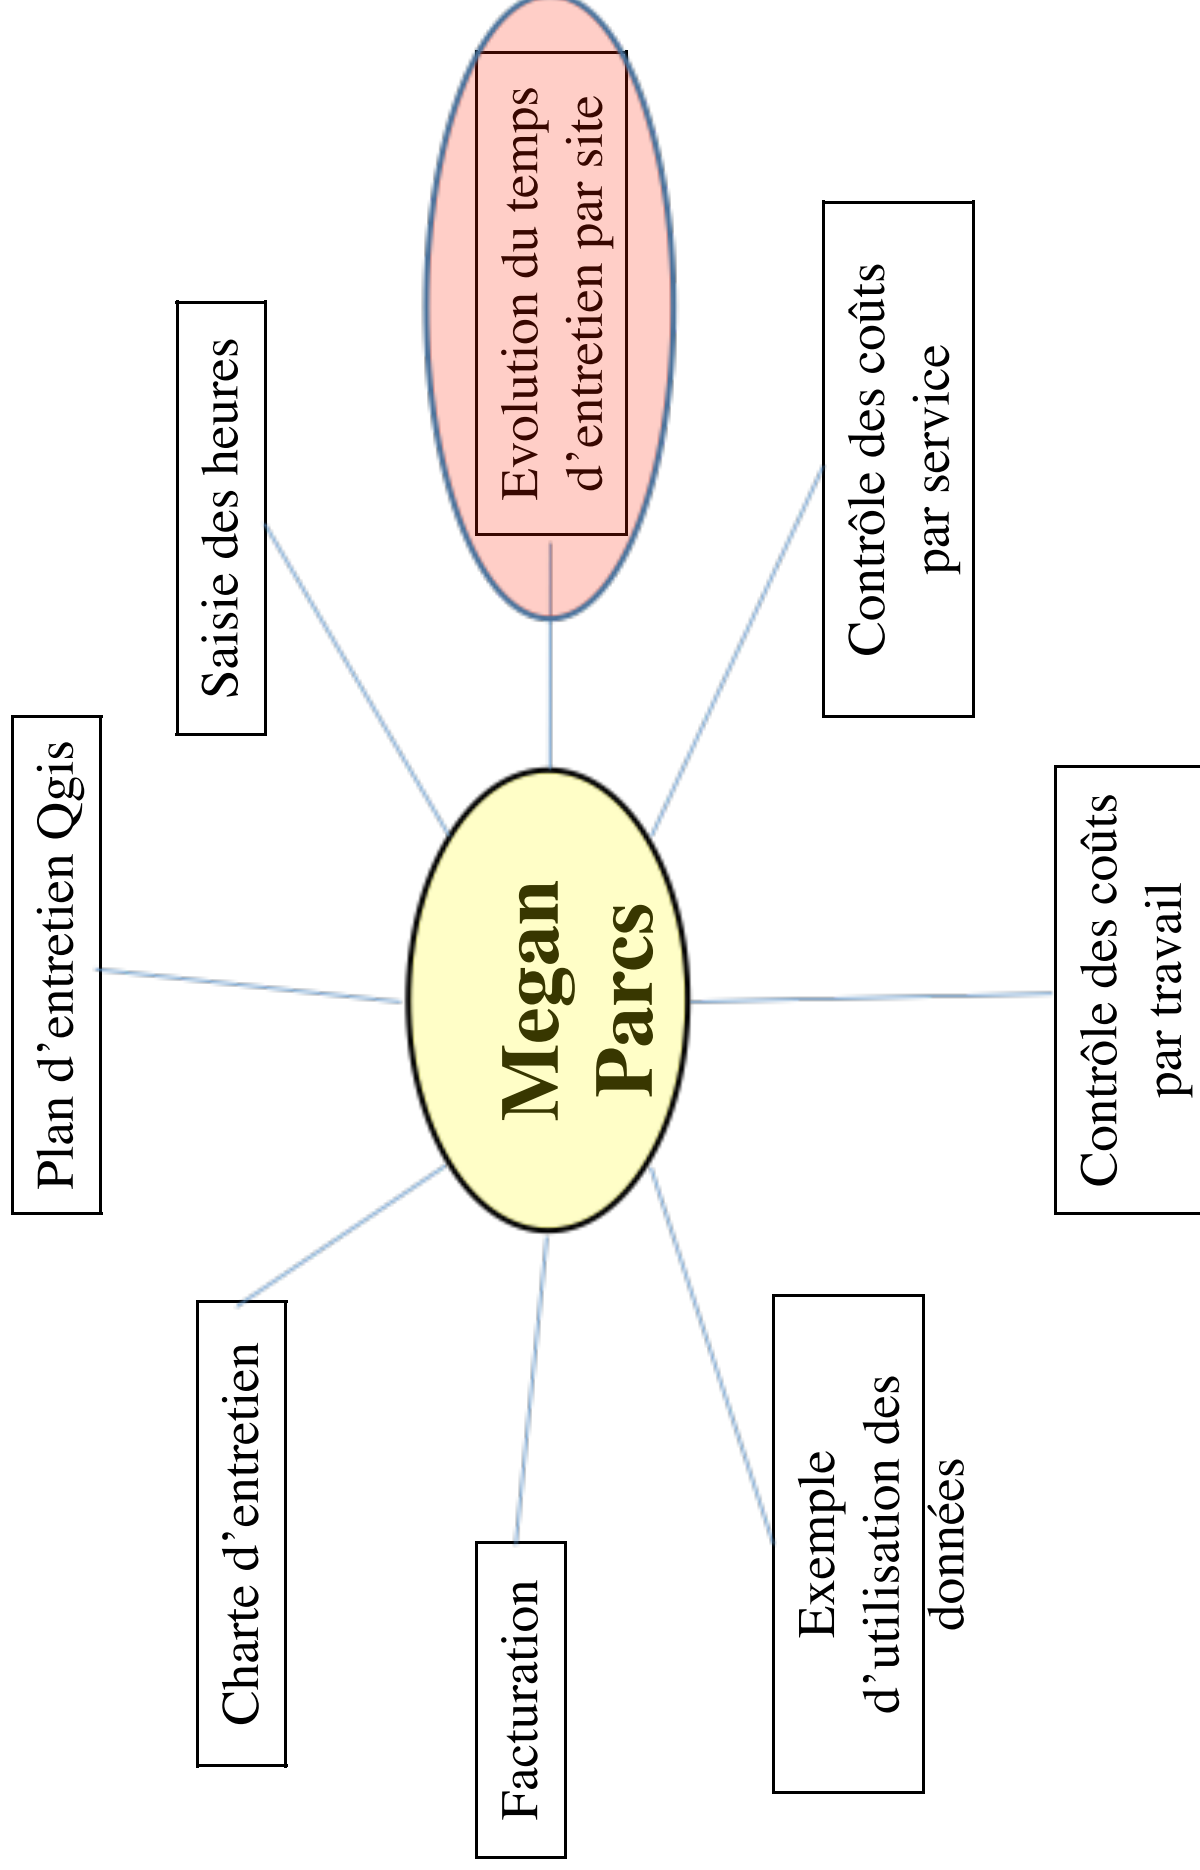 Plan d’entretien Qgis
Saisie des heures
Charte d’entretien
Evolution du temps
d’entretien par site
Megan
Parcs
Facturation
Contrôle des coûts
par service
Exemple
d’utilisation des
données
Contrôle des coûts
par travail